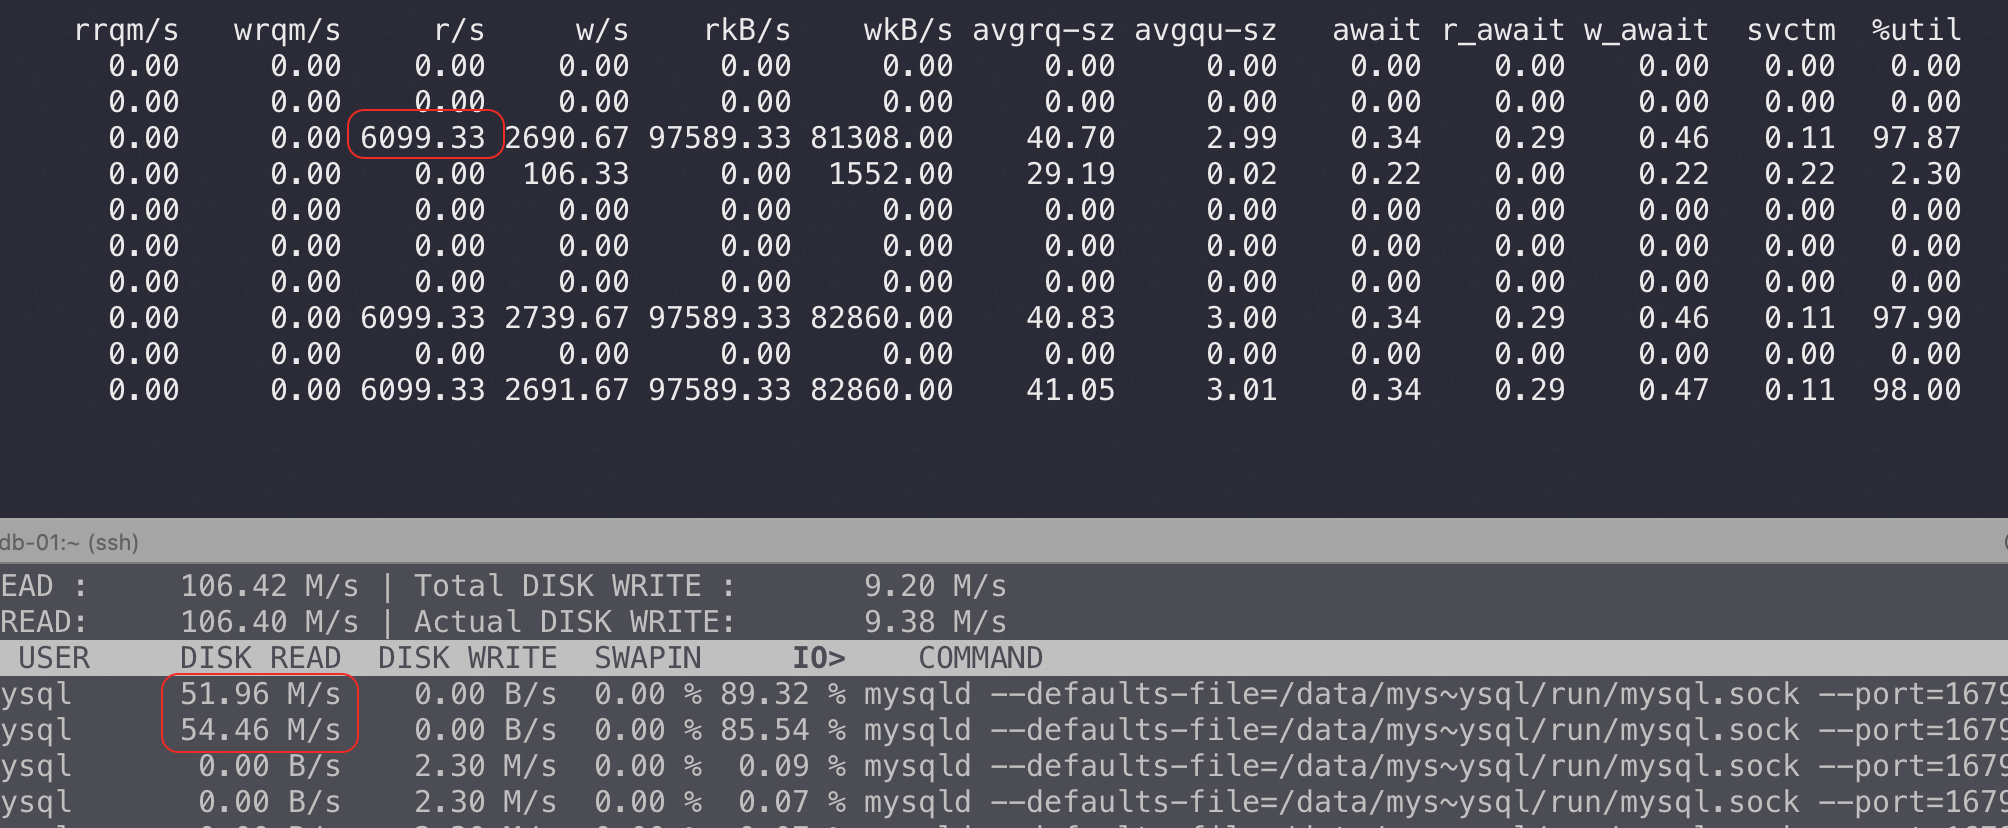 rrqm/s wrqm/s r/s w/s rkB/s wkB/s avgrq-sz avgqu-sz await r_await w_await svctm %util
0.00 0.00 0.00 0.00 0.00 0.00 0.00 0.00 0.00 0.00 0.00 0.00 0.00
0.00 0.00 0.00 0.00 0.00 0.00 0.00 0.00 0.00 0.00 0.00 0.00 0.00
0.00 0.00 6099.33 2690.67 97589.33 81308.00 40.70 2.99 0.34 0.29 0.46 0.11 97.87
0.00 0.00 0.00 106.33 0.00 1552.00 29.19 0.02 0.22 0.00 0.22 0.22 2.30
0.00 0.00 0.00 0.00 0.00 0.00 0.00 0.00 0.00 0.00 0.00 0.00 0.00
0.00 0.00 0.00 0.00 0.00 0.00 0.00 0.00 0.00 0.00 0.00 0.00 0.00
0.00 0.00 0.00 0.00 0.00 0.00 0.00 0.00 0.00 0.00 0.00 0.00 0.00
0.00 0.00 6099.33 2739.67 97589.33 82860.00 40.83 3.00 0.34 0.29 0.46 0.11 97.90
0.00 0.00 0.00 0.00 0.00 0.00 0.00 0.00 0.00 0.00 0.00 0.00 0.00
0.00 0.00 6099.33 2691.67 97589.33 82860.00 41.05 3.01 0.34 0.29 0.47 0.11 98.00
db-01:~ (ssh)
EAD : 106.42 M/s | Total DISK WRITE : 9.20 M/s
READ: 106.40 M/s | Actual DISK WRITE: 9.38 M/s
USER DISK READ DISK WRITE SWAPIN IO> COMMAND
ysql 51.96 M/s 0.00 B/s 0.00 % 89.32 % mysqld --defaults-file=/data/mys~ysql/run/mysql.sock --port=1679
ysql 54.46 M/s 0.00 B/s 0.00 % 85.54 % mysqld --defaults-file=/data/mys~ysql/run/mysql.sock --port=1679
ysql 0.00 B/s 2.30 M/s 0.00 % 0.09 % mysqld --defaults-file=/data/mys~ysql/run/mysql.sock --port=1679
ysql 0.00 B/s 2.30 M/s 0.00 % 0.07 % mysqld --defaults-file=/data/mys~ysql/run/mysql.sock --port=1679